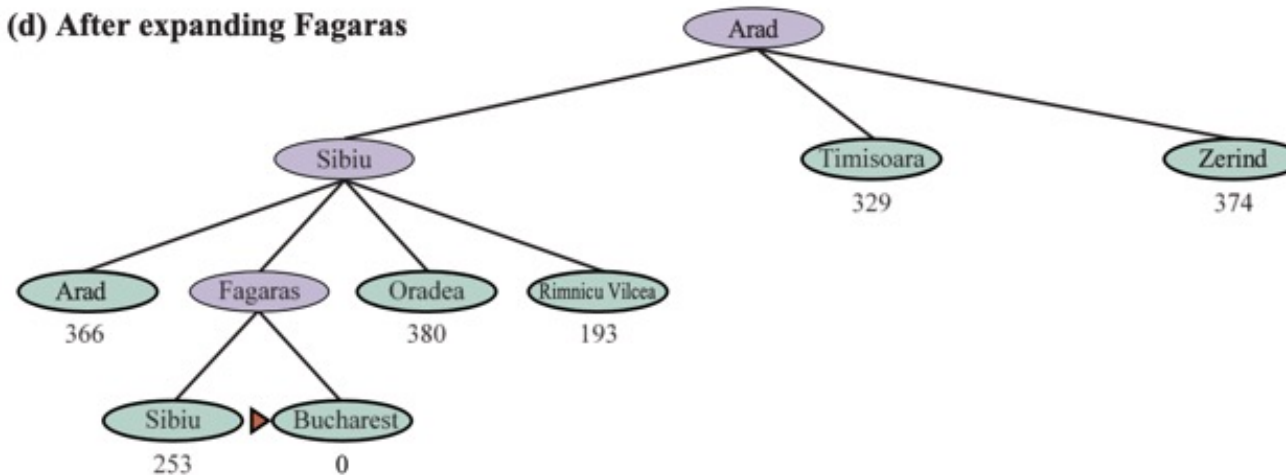 (d) After expanding Fagaras
Arad
Sibiu
Timisoara
Zerind
329
374
Arad
Fagaras
Oradea
Rimnicu Vilcea
366
380
193
Sibiu
Bucharest
253
0